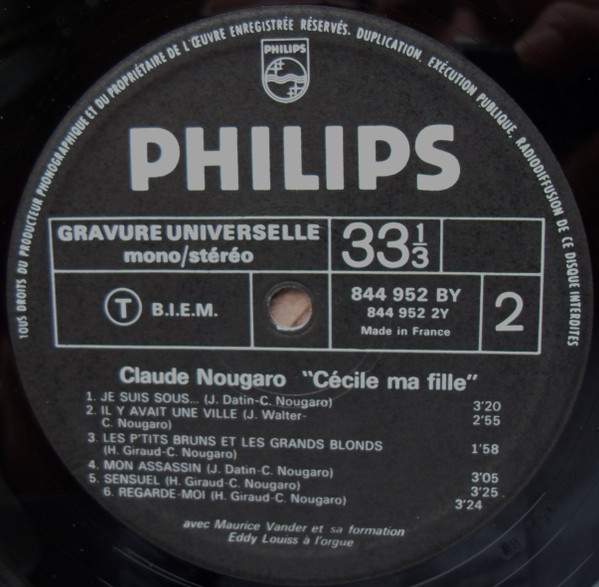 TOUS DROITS DU PRODUCTEUR PHONOGRAPHIQUE ET DU PROPRIÉTAIRE DE L'ŒUVRE ENREGISTRÉE RÉSERVÉS. DUPLICATION, EXÉCUTION PUBLIQUE, RADIODIFFUSION DE CE DISQUE INTERDITES
PHILIPS
PHILIPS
GRAVURE UNIVERSELLE
mono/stéréo
33 1/3
T B.I.E.M.
844 952 BY
844 952 2Y
Made in France
2
Claude Nougaro "Cécile ma fille"
1. JE SUIS SOUS... (J. Datin-C. Nougaro) 3'20
2. IL Y AVAIT UNE VILLE (J. Walter- 2'55
C. Nougaro)
3. LES P'TITS BRUNS ET LES GRANDS BLONDS
(H. Giraud-C. Nougaro) 1'58
4. MON ASSASSIN (J. Datin-C. Nougaro) 3'05
5. SENSUEL (H. Giraud-C. Nougaro) 3'25
6. REGARDE-MOI (H. Giraud-C. Nougaro) 3'24
avec Maurice Vander et sa formation
Eddy Louiss à l'orgue